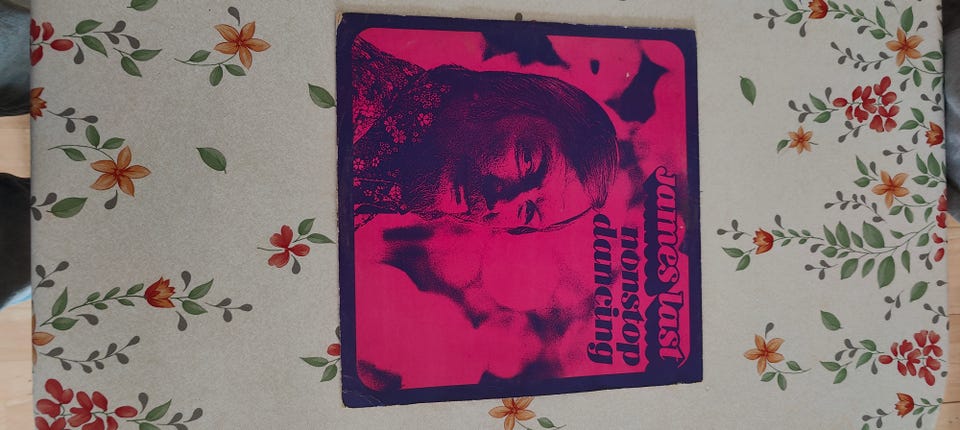 James last
nonstop
dancing